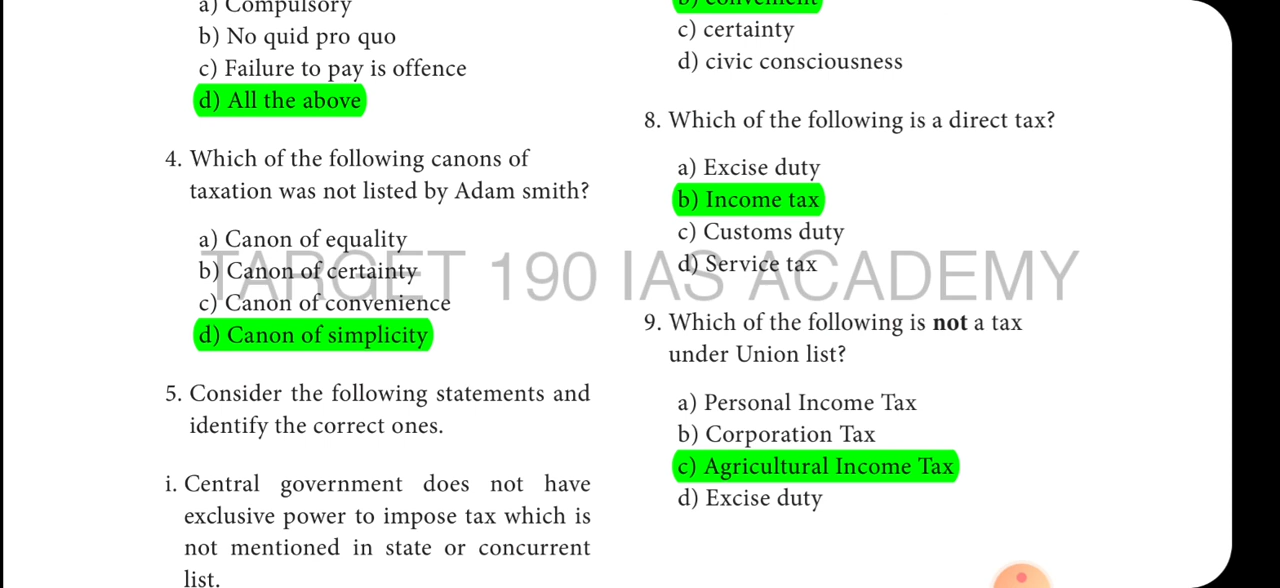 a) Compulsory
b) No quid pro quo
c) Failure to pay is offence
d) All the above
4. Which of the following canons of
taxation was not listed by Adam smith?
a) Canon of equality
b) Canon of certainty
c) Canon of convenience
d) Canon of simplicity
5. Consider the following statements and
identify the correct ones.
i. Central government does not have
exclusive power to impose tax which is
not mentioned in state or concurrent
list.
b) convenient
c) certainty
d) civic consciousness
8. Which of the following is a direct tax?
a) Excise duty
b) Income tax
c) Customs duty
d) Service tax
9. Which of the following is not a tax
under Union list?
a) Personal Income Tax
b) Corporation Tax
c) Agricultural Income Tax
d) Excise duty
TARGET 190 IAS ACADEMY